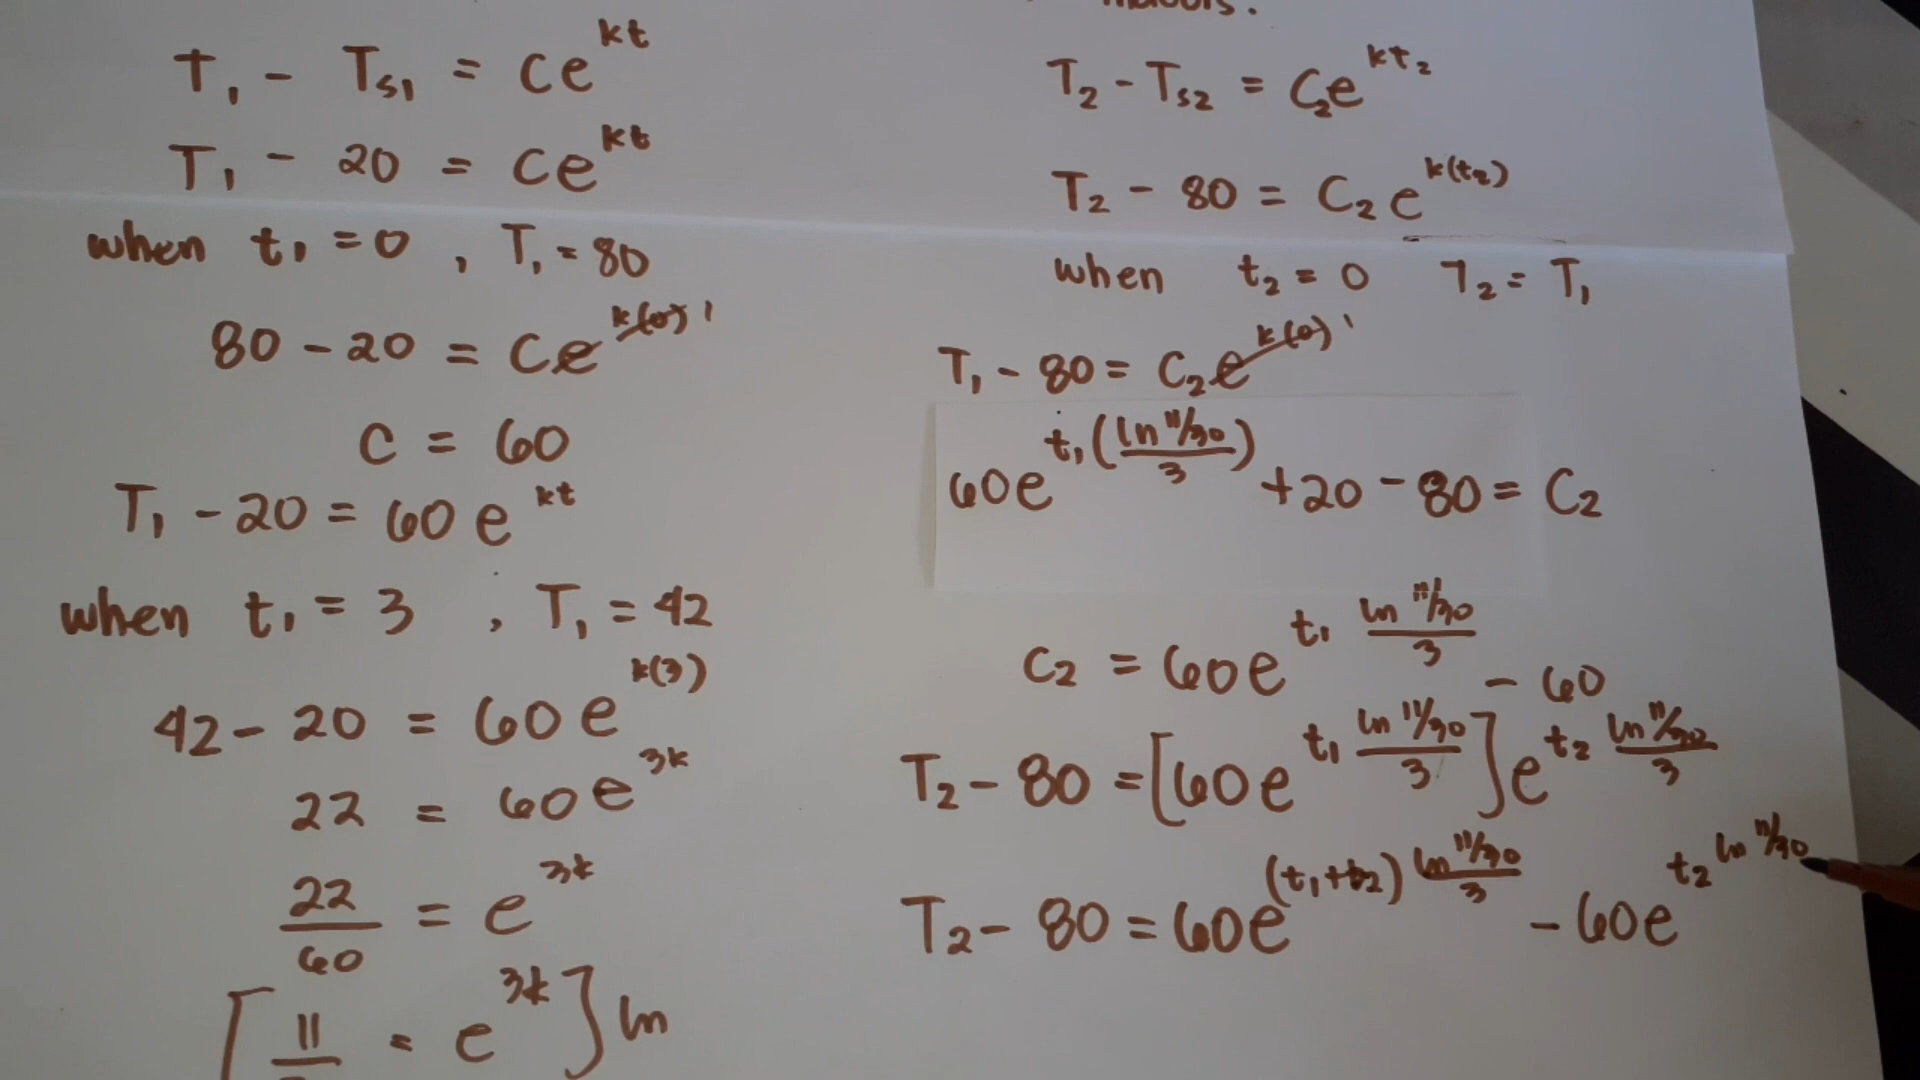 T₁ - Ts₁ = Ce^kt
T₁ - 20 = Ce^kt
when t₁ = 0 , T₁ = 80
80 - 20 = Ce^k(0) 1
C = 60
T₁ - 20 = 60 e^kt
when t₁ = 3 , T₁ = 42
42 - 20 = 60 e^k(3)
22 = 60 e^3k
22/60 = e^3k
[ 11 = e^3k ] ln
T₂ - Ts₂ = C₂e^kt₂
T₂ - 80 = C₂ e^k(t₂)
when t₂ = 0 T₂ = T₁
T₁ - 80 = C₂e^k(0) 1
60e^t₁(ln 11/30 / 3) + 20 - 80 = C₂
C₂ = 60e^t₁ ln 11/30 / 3 - 60
T₂ - 80 = [60e^t₁ ln 11/30 / 3] e^t₂ ln 11/30 / 3
T₂ - 80 = 60e^(t₁+t₂) ln 11/30 / 3 - 60e^t₂ ln 11/30